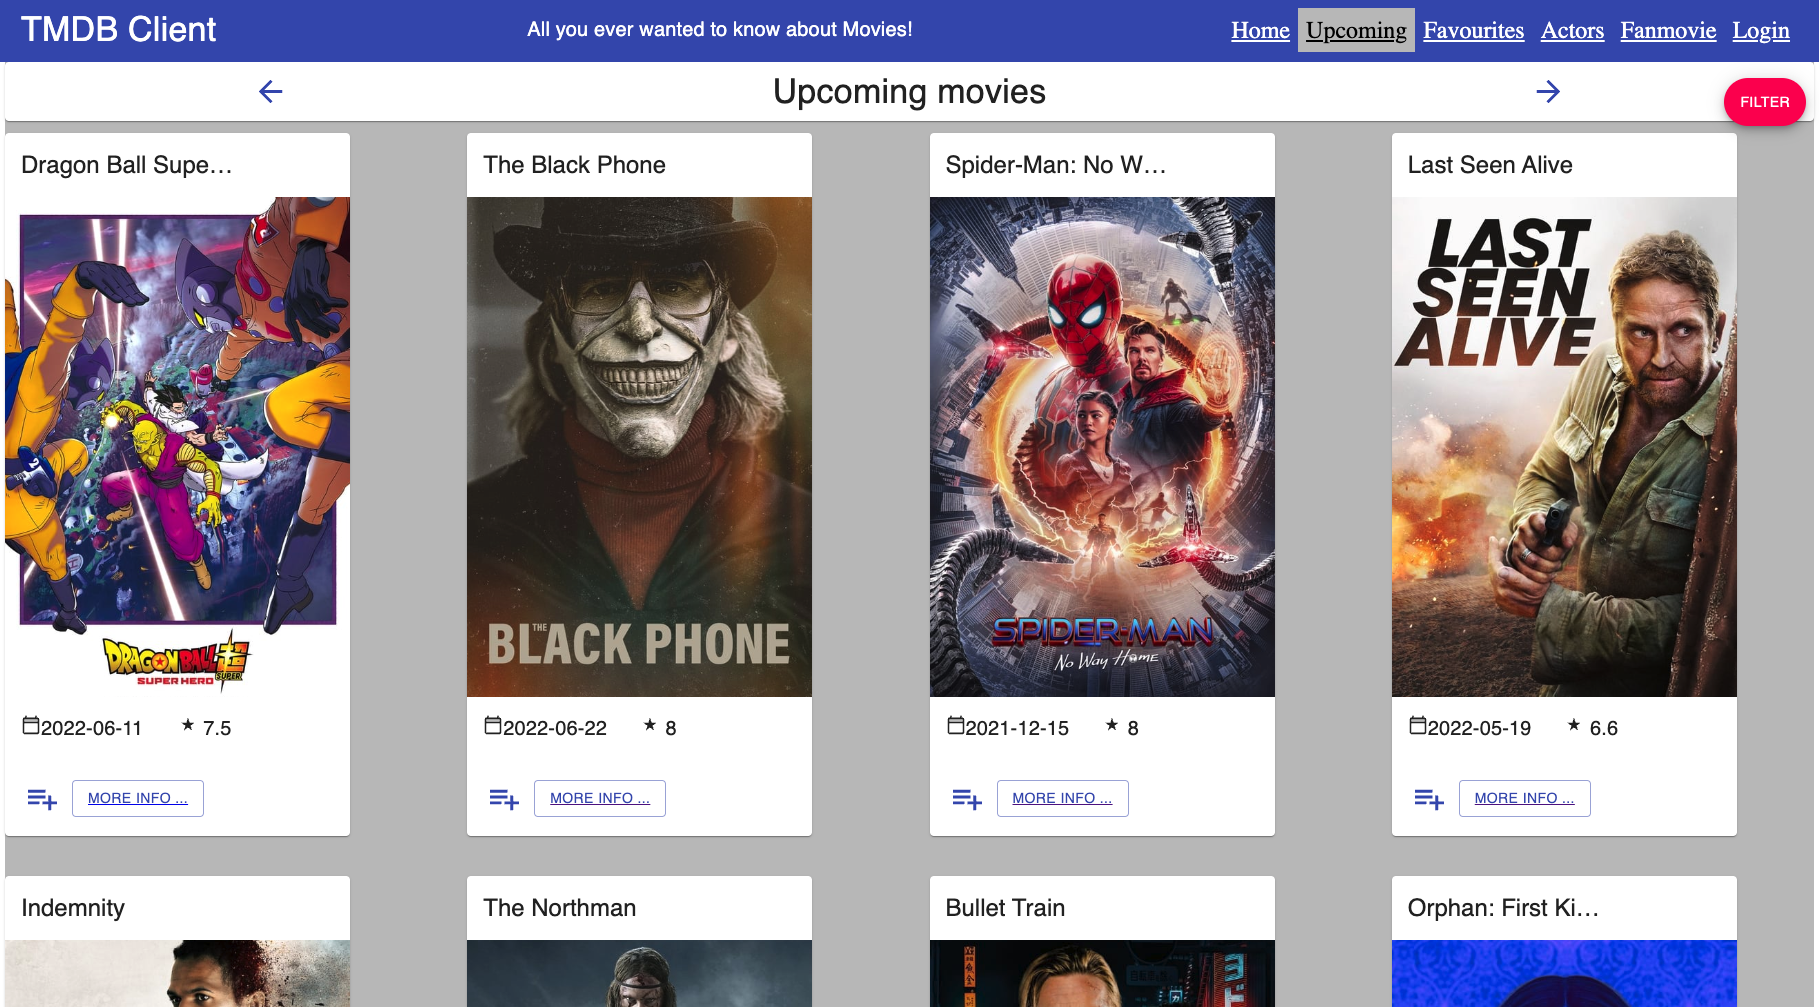 TMDB Client
All you ever wanted to know about Movies!
Home Upcoming Favourites Actors Fanmovie Login
Upcoming movies
FILTER
Dragon Ball Supe...
The Black Phone
Spider-Man: No W...
Last Seen Alive
LAST
SEEN
ALIVE
THE
BLACK PHONE
SPIDER-MAN
No Way Home
DRAGON BALL
SUPER
SUPER HERO
2022-06-11 7.5
2022-06-22 8
2021-12-15 8
2022-05-19 6.6
MORE INFO ...
MORE INFO ...
MORE INFO ...
MORE INFO ...
Indemnity
The Northman
Bullet Train
Orphan: First Ki...